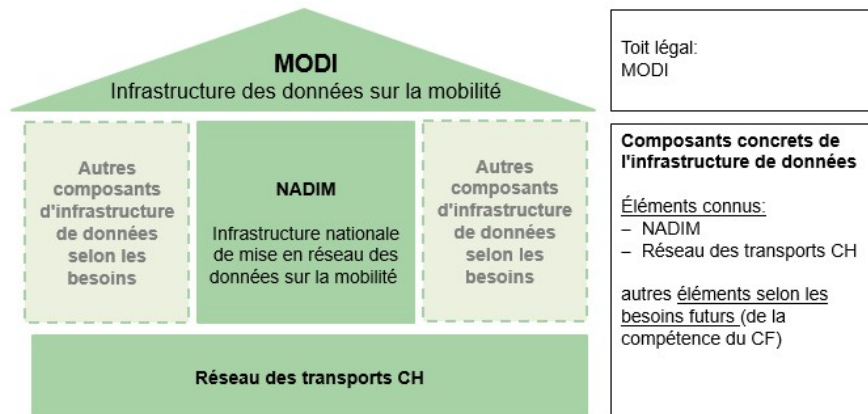 MODI
Infrastructure des données sur la mobilité
Autres
composants
d'infrastructure
de données
selon les
besoins
NADIM
Infrastructure nationale
de mise en réseau des
données sur la mobilité
Autres
composants
d'infrastructure
de données
selon les
besoins
Réseau des transports CH
Toit légal:
MODI
Composants concrets de
l'infrastructure de données
Éléments connus:
– NADIM
– Réseau des transports CH
autres éléments selon les
besoins futurs (de la
compétence du CF)